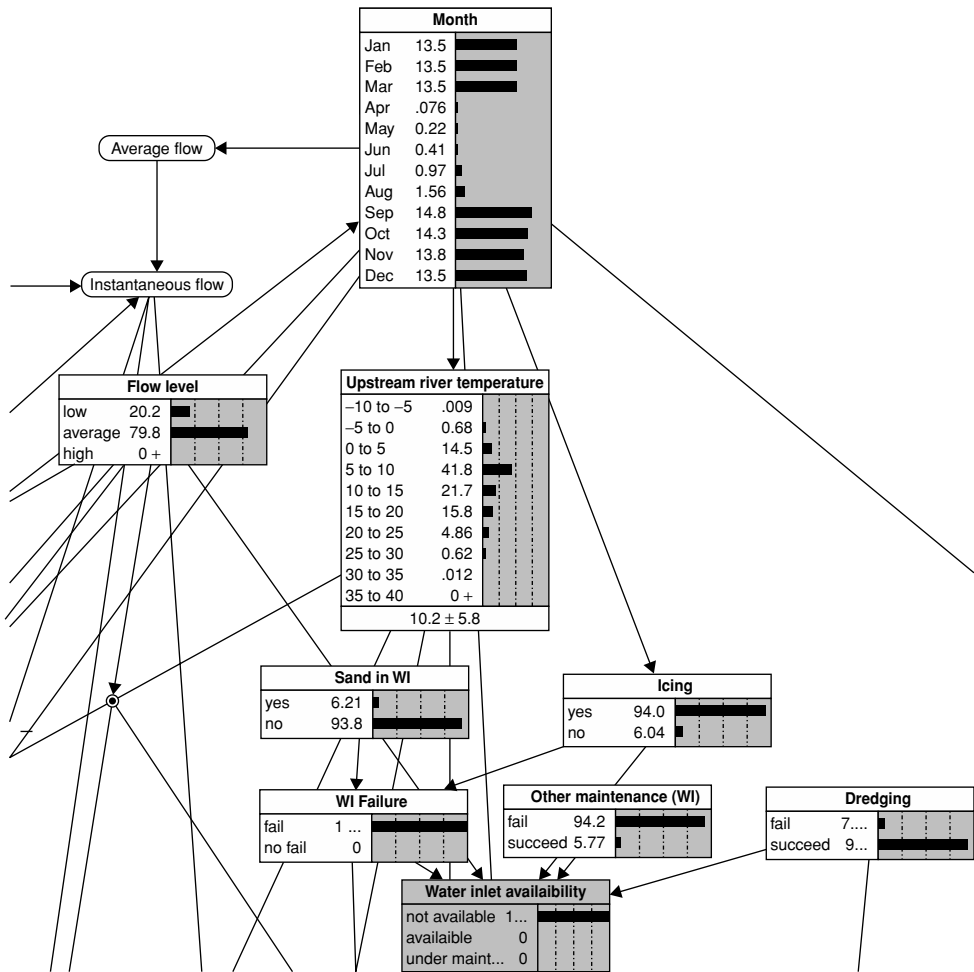 Month
Jan 13.5
Feb 13.5
Mar 13.5
Apr .076
May 0.22
Jun 0.41
Jul 0.97
Aug 1.56
Sep 14.8
Oct 14.3
Nov 13.8
Dec 13.5
Average flow
Instantaneous flow
Flow level
low 20.2
average 79.8
high 0 +
Upstream river temperature
−10 to −5 .009
−5 to 0 0.68
0 to 5 14.5
5 to 10 41.8
10 to 15 21.7
15 to 20 15.8
20 to 25 4.86
25 to 30 0.62
30 to 35 .012
35 to 40 0 +
10.2 ± 5.8
Sand in WI
yes 6.21
no 93.8
Icing
yes 94.0
no 6.04
WI Failure
fail 1 ...
no fail 0
Other maintenance (WI)
fail 94.2
succeed 5.77
Dredging
fail 7....
succeed 9...
Water inlet availaibility
not available 1...
availaible 0
under maint... 0